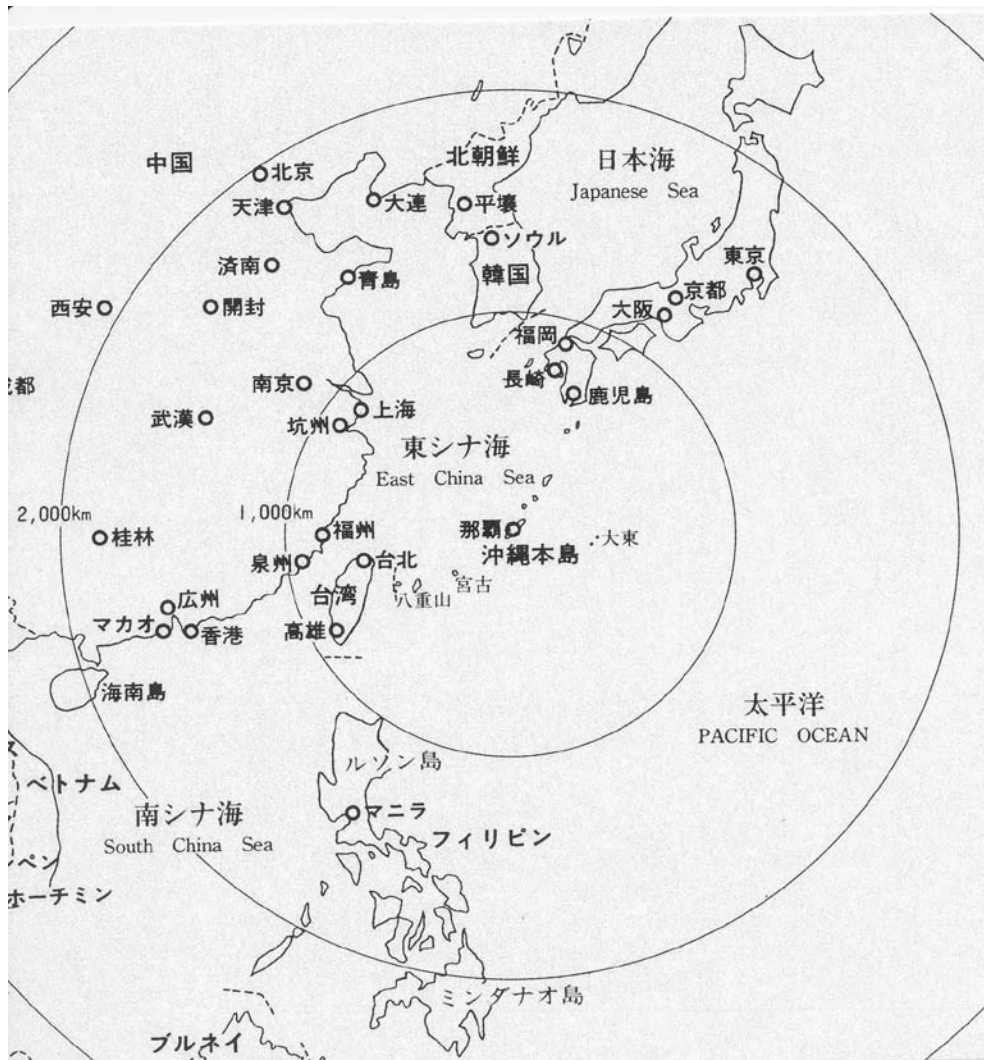 中国
北京
天津
大連
北朝鮮
平壌
ソウル
韓国
日本海
Japanese Sea
東京
京都
大阪
済南
青島
西安
開封
福岡
長崎
鹿児島
南京
武漢
上海
坑州
東シナ海
East China Sea
2,000km
1,000km
桂林
福州
那覇
沖縄本島
大東
泉州
台北
台湾
八重山
宮古
広州
マカオ
香港
高雄
海南島
太平洋
PACIFIC OCEAN
ルソン島
ベトナム
南シナ海
South China Sea
マニラ
フィリピン
ペン
ホーチミン
ミンダナオ島
ブルネイ